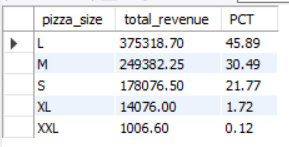 pizza_size total_revenue PCT
L 375318.70 45.89
M 249382.25 30.49
S 178076.50 21.77
XL 14076.00 1.72
XXL 1006.60 0.12